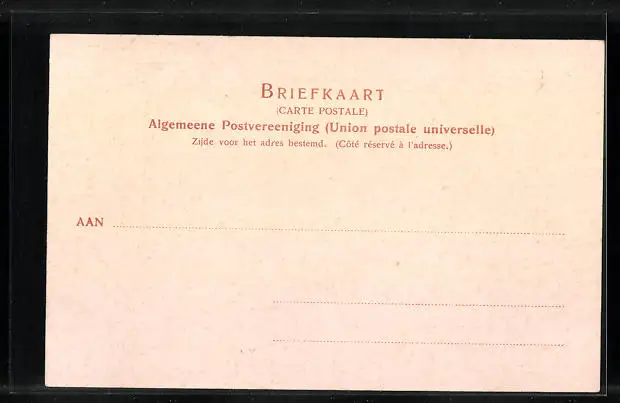 BRIEFKAART
(CARTE POSTALE)
Algemeene Postvereeniging (Union postale universelle)
Zijde voor het adres bestemd. (Côté réservé à l'adresse.)
AAN